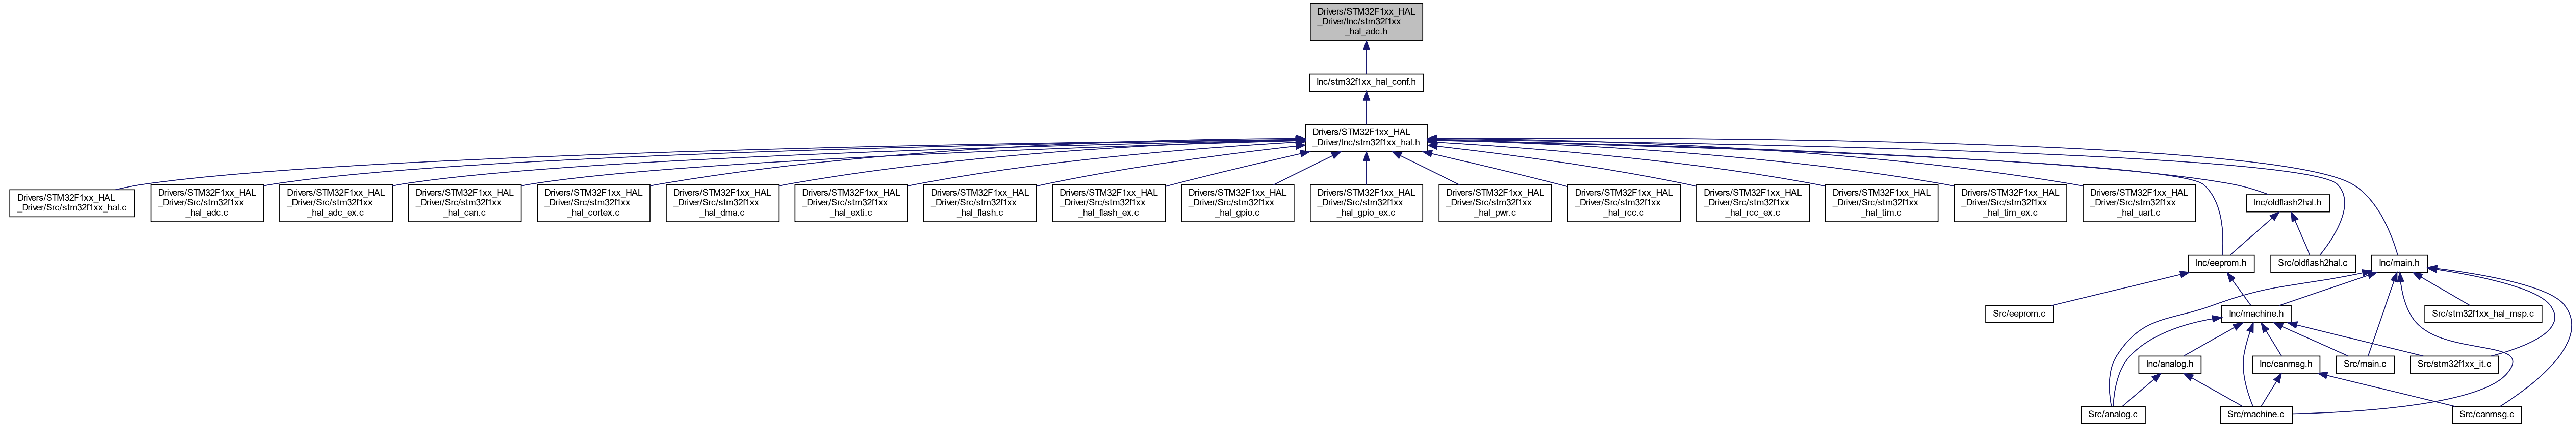 Drivers/STM32F1xx_HAL
_Driver/Inc/stm32f1xx
_hal_adc.h
Inc/stm32f1xx_hal_conf.h
Drivers/STM32F1xx_HAL
_Driver/Inc/stm32f1xx_hal.h
Drivers/STM32F1xx_HAL
_Driver/Src/stm32f1xx_hal.c
Drivers/STM32F1xx_HAL
_Driver/Src/stm32f1xx
_hal_adc.c
Drivers/STM32F1xx_HAL
_Driver/Src/stm32f1xx
_hal_adc_ex.c
Drivers/STM32F1xx_HAL
_Driver/Src/stm32f1xx
_hal_can.c
Drivers/STM32F1xx_HAL
_Driver/Src/stm32f1xx
_hal_cortex.c
Drivers/STM32F1xx_HAL
_Driver/Src/stm32f1xx
_hal_dma.c
Drivers/STM32F1xx_HAL
_Driver/Src/stm32f1xx
_hal_exti.c
Drivers/STM32F1xx_HAL
_Driver/Src/stm32f1xx
_hal_flash.c
Drivers/STM32F1xx_HAL
_Driver/Src/stm32f1xx
_hal_flash_ex.c
Drivers/STM32F1xx_HAL
_Driver/Src/stm32f1xx
_hal_gpio.c
Drivers/STM32F1xx_HAL
_Driver/Src/stm32f1xx
_hal_gpio_ex.c
Drivers/STM32F1xx_HAL
_Driver/Src/stm32f1xx
_hal_pwr.c
Drivers/STM32F1xx_HAL
_Driver/Src/stm32f1xx
_hal_rcc.c
Drivers/STM32F1xx_HAL
_Driver/Src/stm32f1xx
_hal_rcc_ex.c
Drivers/STM32F1xx_HAL
_Driver/Src/stm32f1xx
_hal_tim.c
Drivers/STM32F1xx_HAL
_Driver/Src/stm32f1xx
_hal_tim_ex.c
Drivers/STM32F1xx_HAL
_Driver/Src/stm32f1xx
_hal_uart.c
Inc/oldflash2hal.h
Inc/eeprom.h
Src/oldflash2hal.c
Inc/main.h
Src/eeprom.c
Inc/machine.h
Src/stm32f1xx_hal_msp.c
Inc/analog.h
Inc/canmsg.h
Src/main.c
Src/stm32f1xx_it.c
Src/analog.c
Src/machine.c
Src/canmsg.c